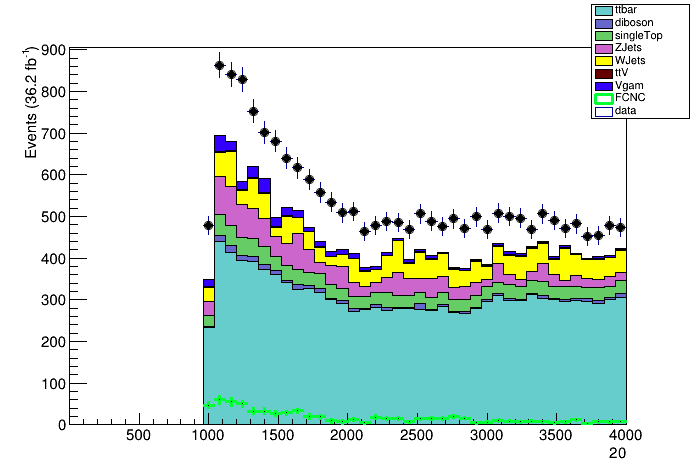 ttbar
diboson
singleTop
ZJets
WJets
ttV
Vgam
FCNC
data
Events (36.2 fb⁻¹)
900
800
700
600
500
400
300
200
100
0
500 1000 1500 2000 2500 3000 3500 4000
20